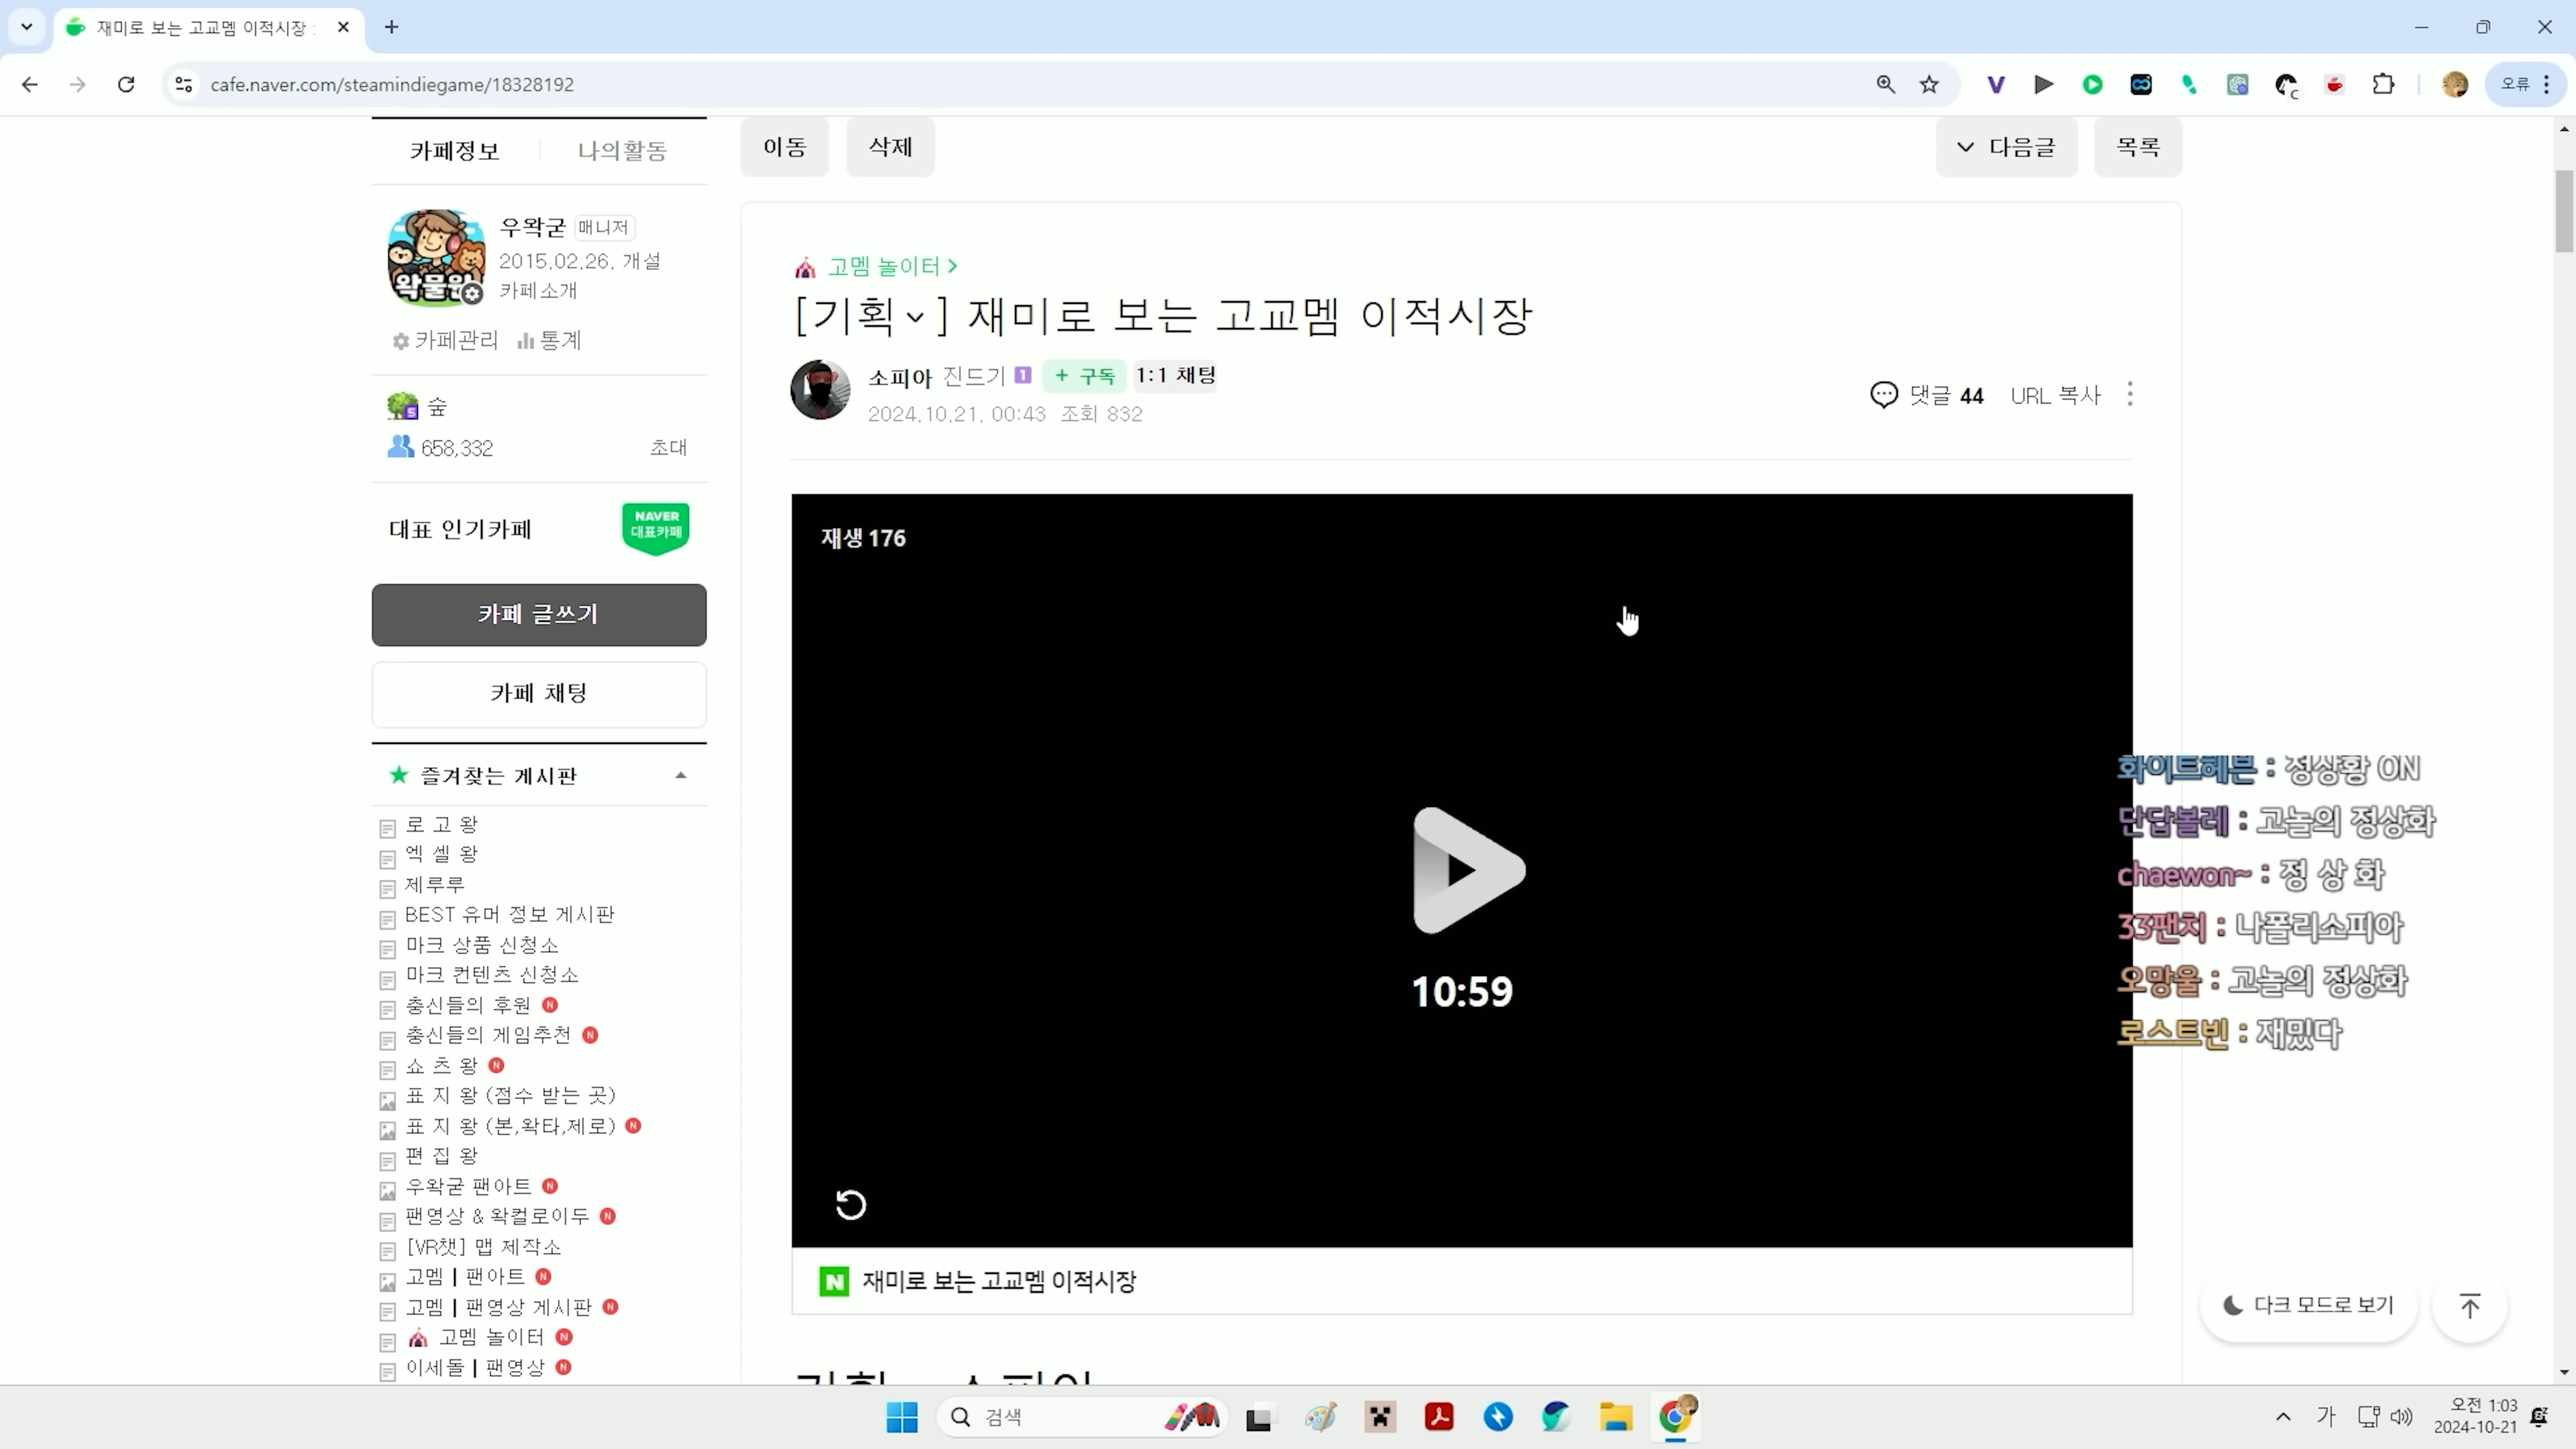 재미로 보는 고교멤 이적시장 :
cafe.naver.com/steamindiegame/18328192
오류
카페정보
나의활동
이동
삭제
다음글
목록
우왁굳 매니저
2015.02.26. 개설
카페소개
왁물원
카페관리
통계
숲
658,332
초대
대표 인기카페
NAVER
대표카페
카페 글쓰기
카페 채팅
즐겨찾는 게시판
로 고 왕
엑 셀 왕
제루루
BEST 유머 정보 게시판
마크 상품 신청소
마크 컨텐츠 신청소
충신들의 후원 N
충신들의 게임추천 N
쇼 츠 왕 N
표 지 왕 (점수 받는 곳)
표 지 왕 (본,왁타,제로) N
편 집 왕
우왁굳 팬아트 N
팬영상 & 왁컬로이두 N
[VR챗] 맵 제작소
고멤 | 팬아트 N
고멤 | 팬영상 게시판 N
고멤 놀이터 N
이세돌 | 팬영상 N
고멤 놀이터 >
[기획] 재미로 보는 고교멤 이적시장
소피아 진드기 1 + 구독 1:1 채팅
2024.10.21. 00:43 조회 832
댓글 44 URL 복사
재생 176
10:59
N 재미로 보는 고교멤 이적시장
화이트헤븐 : 정상황 ON
단답볼레 : 고늘의 정상화
chaewon~ : 정 상 화
33팬치 : 나폴리소피아
오망울 : 고늘의 정상화
로스트빈 : 재밌다
다크 모드로 보기
검색
가
오전 1:03
2024-10-21